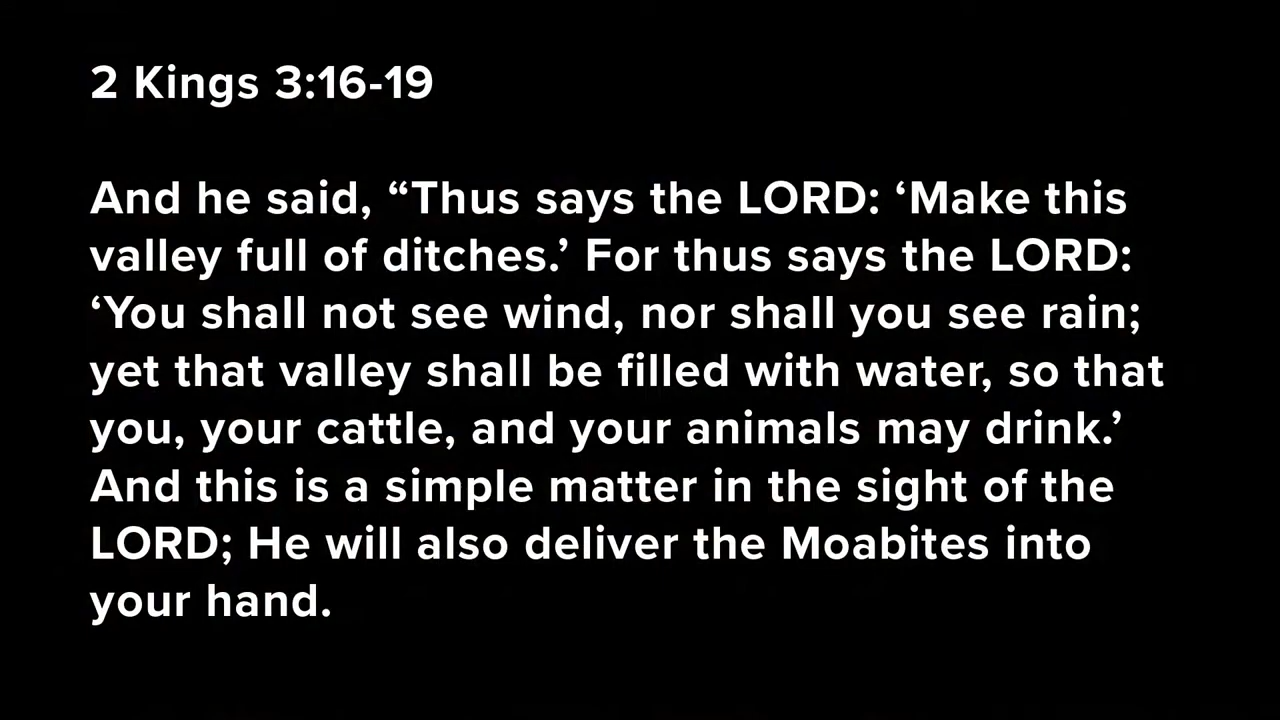 2 Kings 3:16-19
And he said, “Thus says the LORD: ‘Make this
valley full of ditches.’ For thus says the LORD:
‘You shall not see wind, nor shall you see rain;
yet that valley shall be filled with water, so that
you, your cattle, and your animals may drink.’
And this is a simple matter in the sight of the
LORD; He will also deliver the Moabites into
your hand.